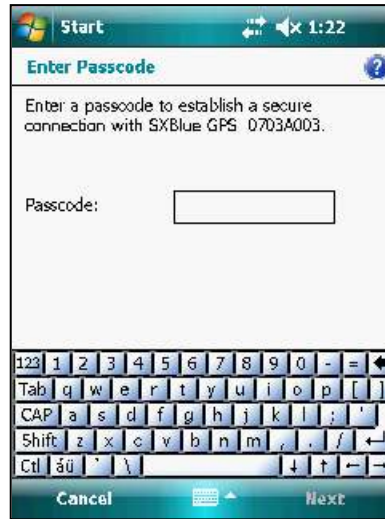 Start 1:22
Enter Passcode ?
Enter a passcode to establish a secure
connection with SXBlue GPS 0703A003.
Passcode:
123 1 2 3 4 5 6 7 8 9 0 - = ←
Tab q w e r t y u i o p [ ]
CAP a s d f g h j k l ; '
Shift z x c v b n m , . / ↵
Ctl áü ` \ ↓ ↑ ← →
Cancel Next